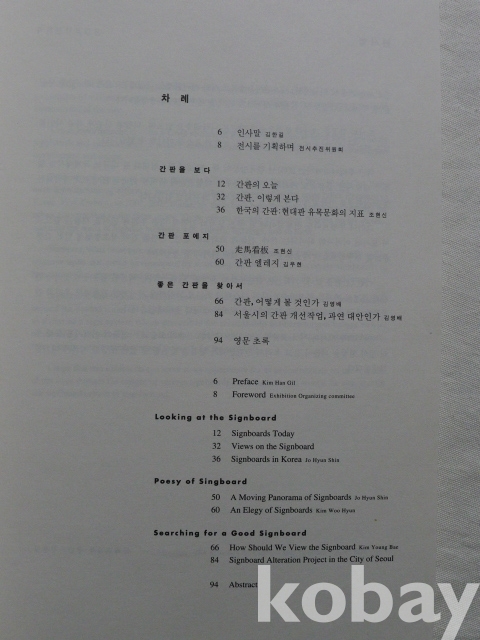 차 례
6 인사말 김한길
8 전시를 기획하며 전시추진위원회
간판을 보다
12 간판의 오늘
32 간판, 이렇게 본다
36 한국의 간판: 현대판 유목문화의 지표 조현신
간판 포에지
50 走馬看板 조현신
60 간판 엘레지 김우현
좋은 간판을 찾아서
66 간판, 어떻게 볼 것인가 김영배
84 서울시의 간판 개선작업, 과연 대안인가 김영배
94 영문 초록
6 Preface Kim Han Gil
8 Foreword Exhibition Organizing committee
Looking at the Signboard
12 Signboards Today
32 Views on the Signboard
36 Signboards in Korea Jo Hyun Shin
Poesy of Singboard
50 A Moving Panorama of Signboards Jo Hyun Shin
60 An Elegy of Signboards Kim Woo Hyun
Searching for a Good Signboard
66 How Should We View the Signboard Kim Young Bae
84 Signboard Alteration Project in the City of Seoul
94 Abstract
kobay